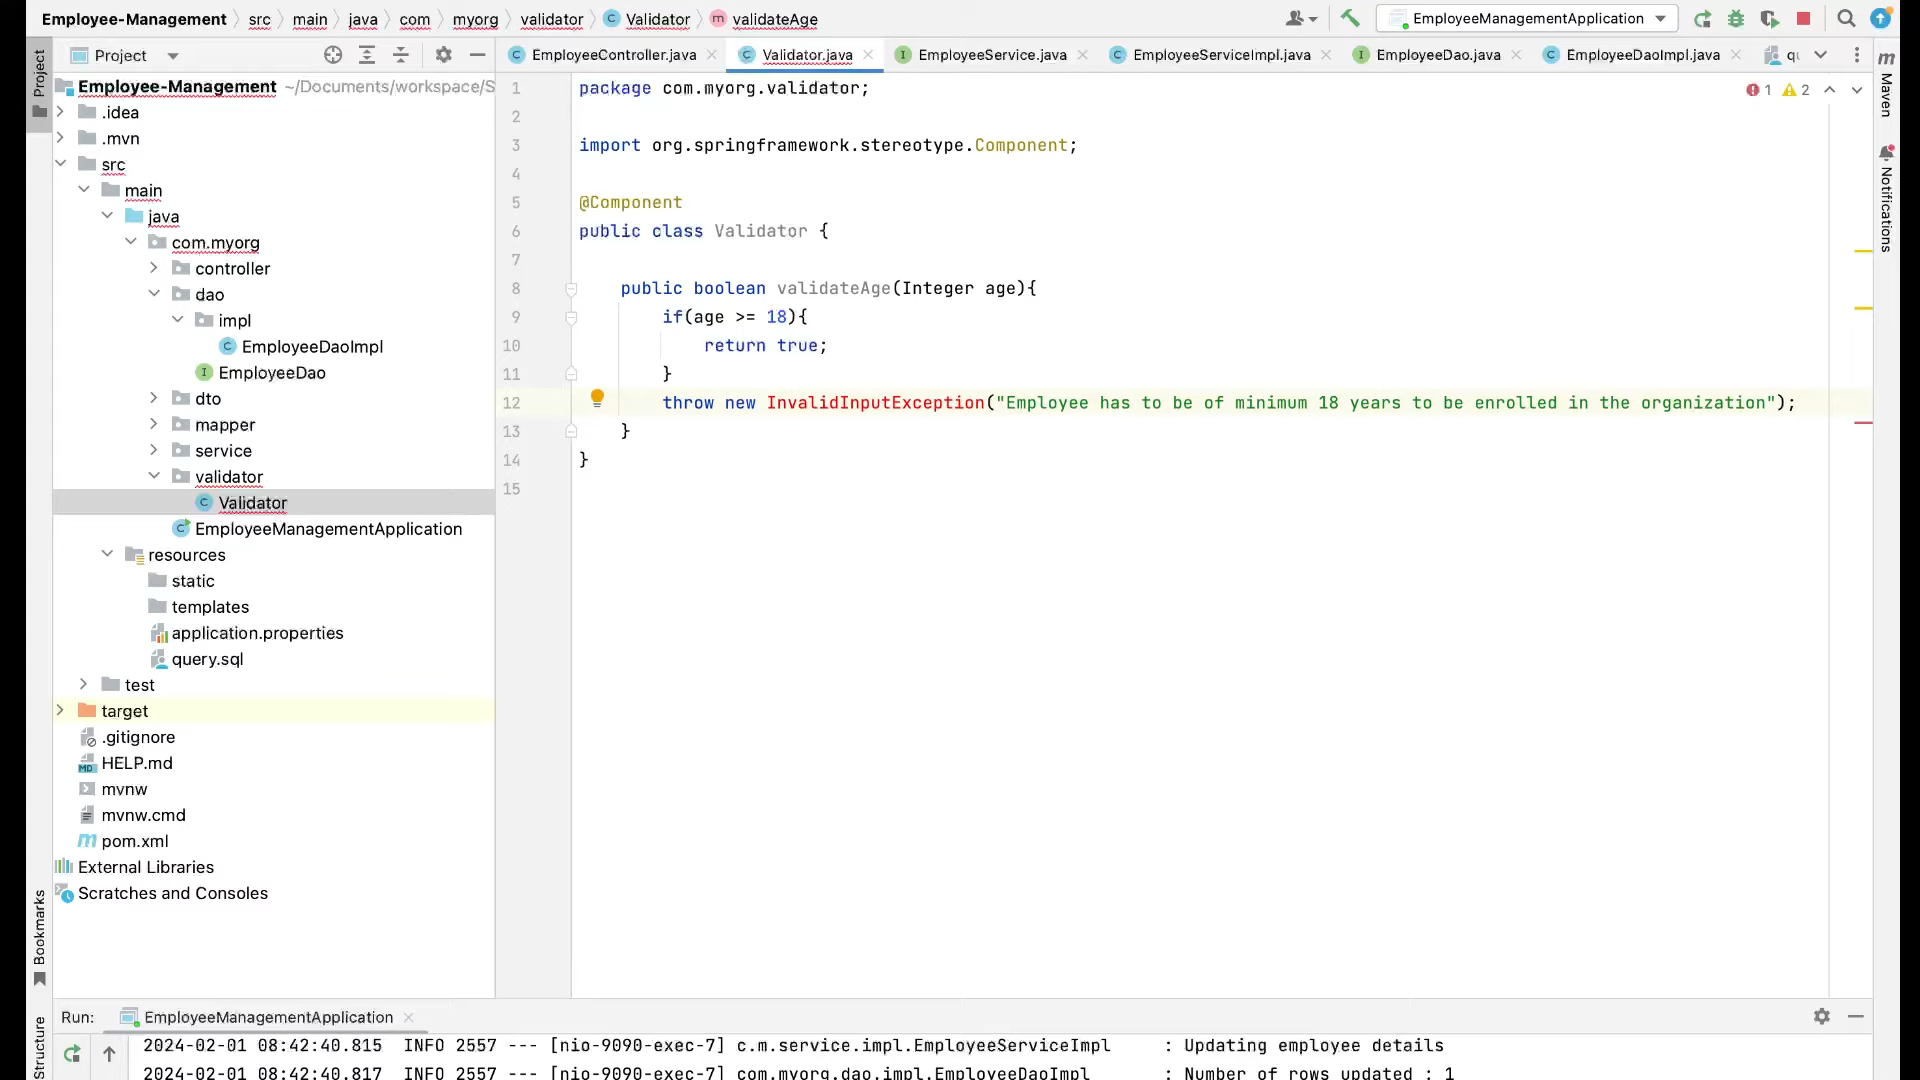 Employee-Management src main java com myorg validator Validator validateAge EmployeeManagementApplication
Project
EmployeeController.java Validator.java EmployeeService.java EmployeeServiceImpl.java EmployeeDao.java EmployeeDaoImpl.java
Project
Employee-Management ~/Documents/workspace/S
.idea
.mvn
src
main
java
com.myorg
controller
dao
impl
EmployeeDaoImpl
EmployeeDao
dto
mapper
service
validator
Validator
EmployeeManagementApplication
resources
static
templates
application.properties
query.sql
test
target
.gitignore
HELP.md
mvnw
mvnw.cmd
pom.xml
External Libraries
Scratches and Consoles
1 package com.myorg.validator;
2
3 import org.springframework.stereotype.Component;
4
5 @Component
6 public class Validator {
7
8 public boolean validateAge(Integer age){
9 if(age >= 18){
10 return true;
11 }
12 throw new InvalidInputException("Employee has to be of minimum 18 years to be enrolled in the organization");
13 }
14 }
15
1 2
Maven
Notifications
Bookmarks
Structure
Run: EmployeeManagementApplication
2024-02-01 08:42:40.815 INFO 2557 --- [nio-9090-exec-7] c.m.service.impl.EmployeeServiceImpl : Updating employee details
2024-02-01 08:42:40.817 INFO 2557 --- [nio-9090-exec-7] com.myorg.dao.impl.EmployeeDaoImpl : Number of rows updated : 1